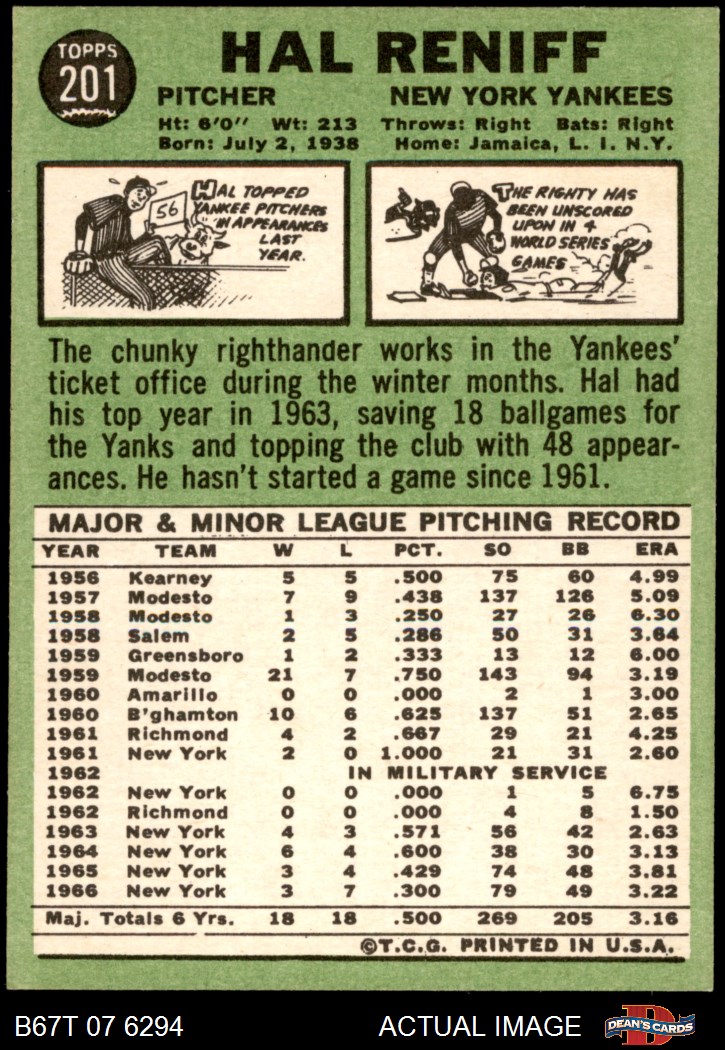 TOPPS
201
HAL RENIFF
PITCHER NEW YORK YANKEES
Ht: 6'0" Wt: 213 Throws: Right Bats: Right
Born: July 2, 1938 Home: Jamaica, L. I. N.Y.
56
HAL TOPPED
YANKEE PITCHERS
IN APPEARANCES
LAST
YEAR.
THE RIGHTY HAS
BEEN UNSCORED
UPON IN 4
WORLD SERIES
GAMES
The chunky righthander works in the Yankees'
ticket office during the winter months. Hal had
his top year in 1963, saving 18 ballgames for
the Yanks and topping the club with 48 appear-
ances. He hasn't started a game since 1961.
MAJOR & MINOR LEAGUE PITCHING RECORD
YEAR TEAM W L PCT. SO BB ERA
1956 Kearney 5 5 .500 75 60 4.99
1957 Modesto 7 9 .438 137 126 5.09
1958 Modesto 1 3 .250 27 26 6.30
1958 Salem 2 5 .286 50 31 3.64
1959 Greensboro 1 2 .333 13 12 6.00
1959 Modesto 21 7 .750 143 94 3.19
1960 Amarillo 0 0 .000 2 1 3.00
1960 B'ghamton 10 6 .625 137 51 2.65
1961 Richmond 4 2 .667 29 21 4.25
1961 New York 2 0 1.000 21 31 2.60
1962 IN MILITARY SERVICE
1962 New York 0 0 .000 1 5 6.75
1962 Richmond 0 0 .000 4 8 1.50
1963 New York 4 3 .571 56 42 2.63
1964 New York 6 4 .600 38 30 3.13
1965 New York 3 4 .429 74 48 3.81
1966 New York 3 7 .300 79 49 3.22
Maj. Totals 6 Yrs. 18 18 .500 269 205 3.16
©T.C.G. PRINTED IN U.S.A.
B67T 07 6294 ACTUAL IMAGE
D
DEAN'S CARDS